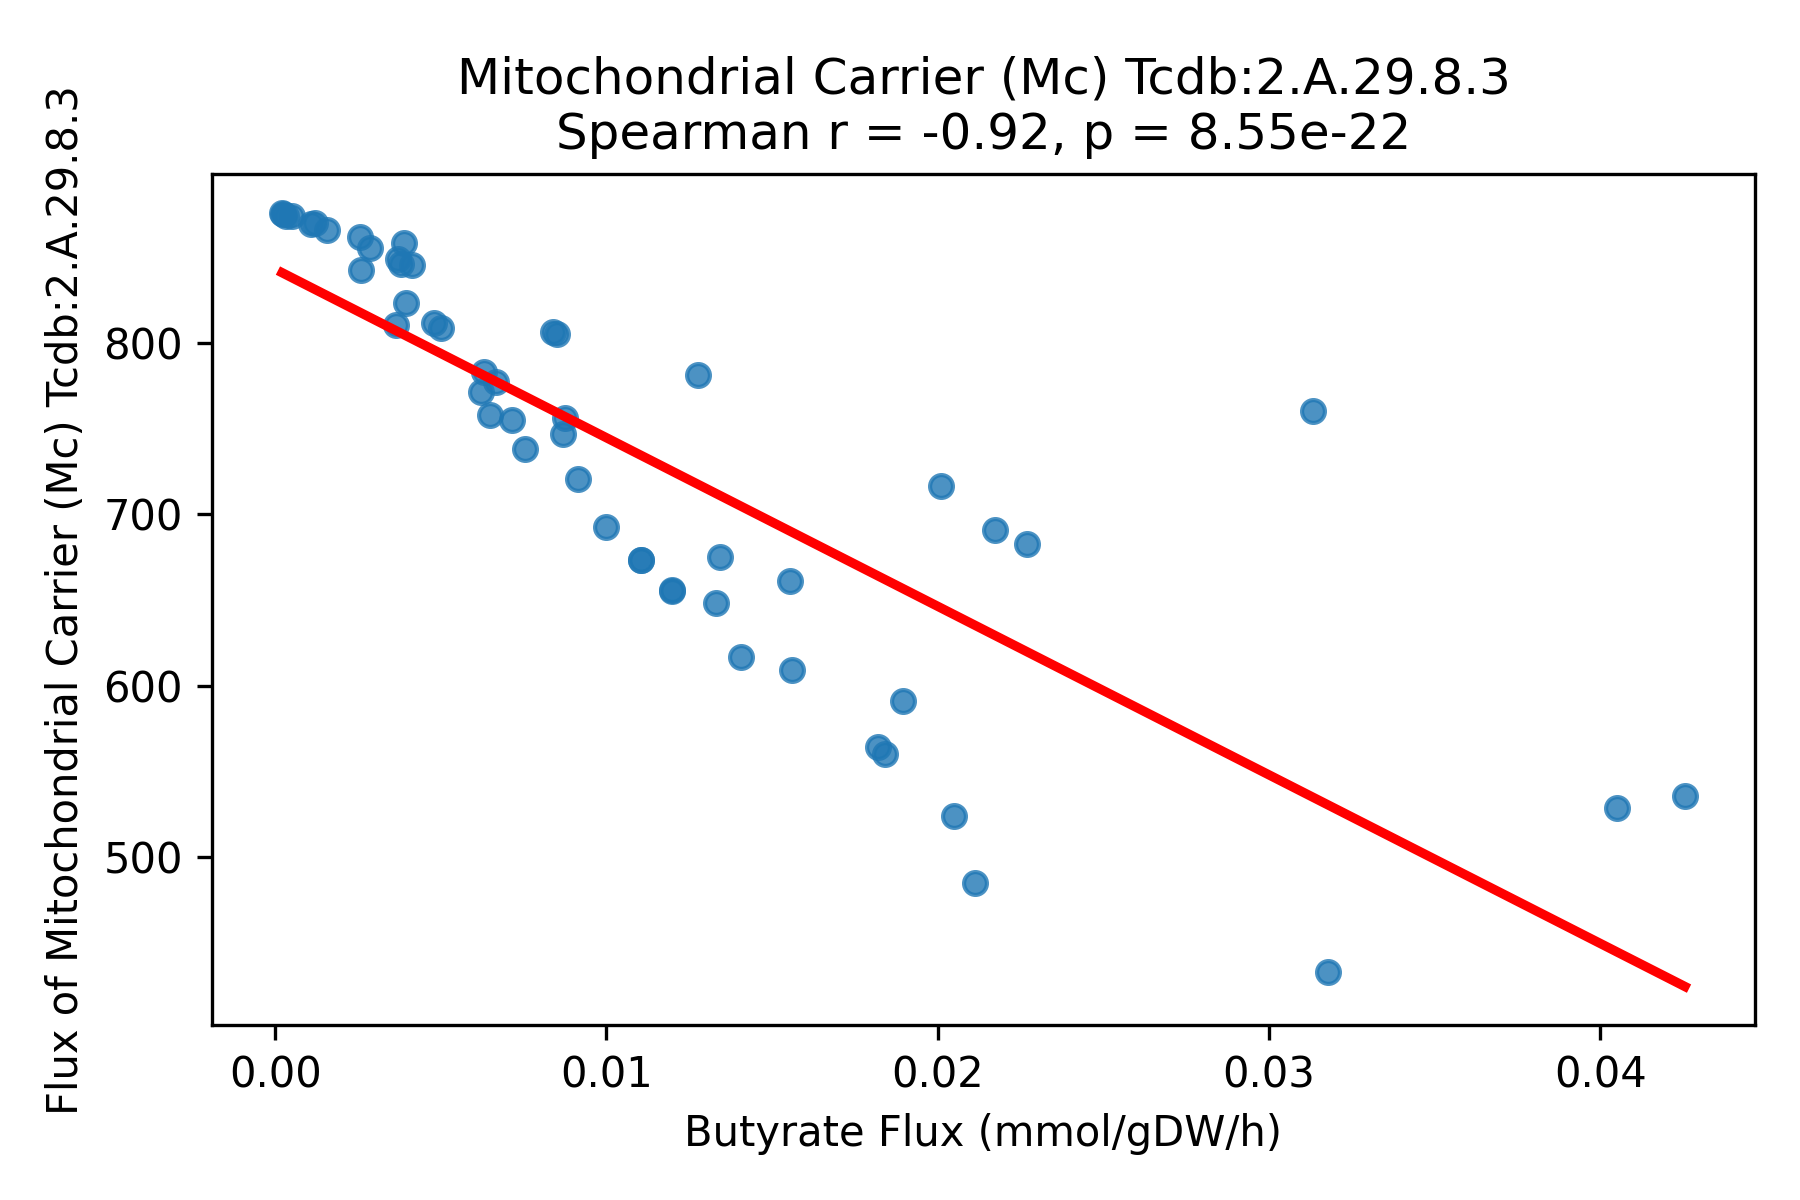 Mitochondrial Carrier (Mc) Tcdb:2.A.29.8.3
Spearman r = -0.92, p = 8.55e-22
Flux of Mitochondrial Carrier (Mc) Tcdb:2.A.29.8.3
800
700
600
500
0.00 0.01 0.02 0.03 0.04
Butyrate Flux (mmol/gDW/h)